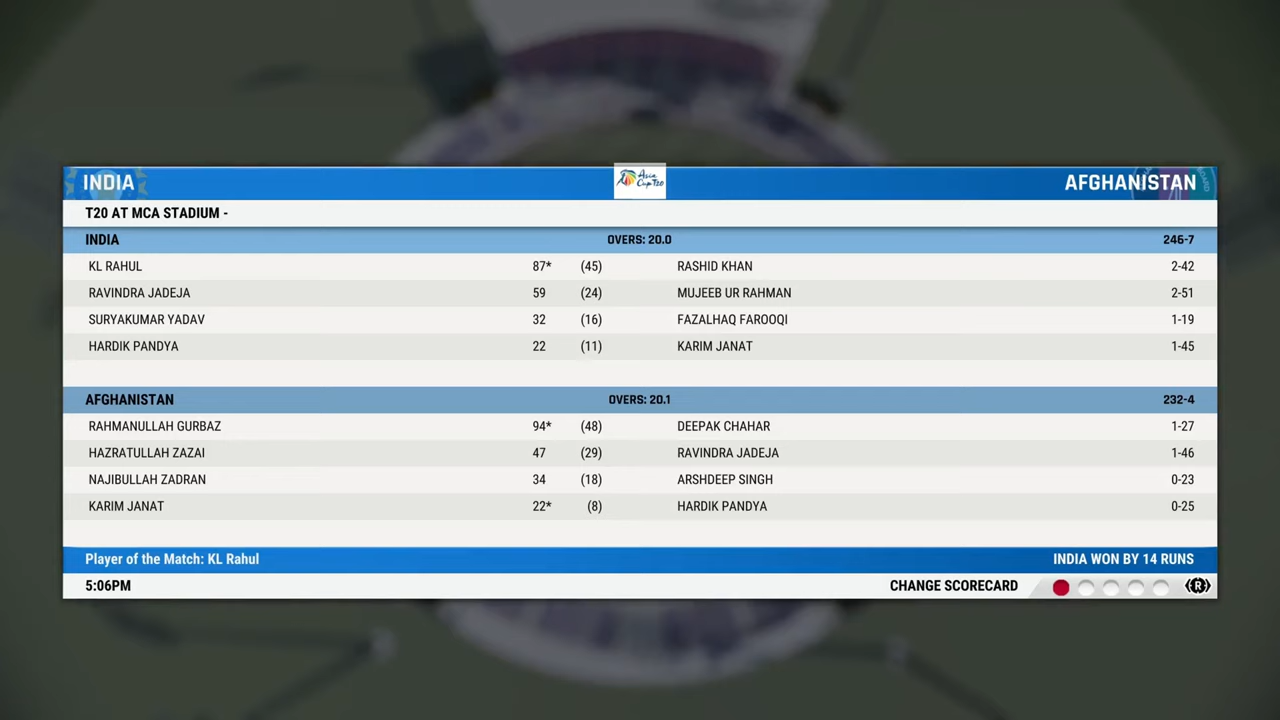 INDIA
Asia Cup T20
AFGHANISTAN
T20 AT MCA STADIUM -
INDIA OVERS: 20.0 246-7
KL RAHUL 87* (45) RASHID KHAN 2-42
RAVINDRA JADEJA 59 (24) MUJEEB UR RAHMAN 2-51
SURYAKUMAR YADAV 32 (16) FAZALHAQ FAROOQI 1-19
HARDIK PANDYA 22 (11) KARIM JANAT 1-45
AFGHANISTAN OVERS: 20.1 232-4
RAHMANULLAH GURBAZ 94* (48) DEEPAK CHAHAR 1-27
HAZRATULLAH ZAZAI 47 (29) RAVINDRA JADEJA 1-46
NAJIBULLAH ZADRAN 34 (18) ARSHDEEP SINGH 0-23
KARIM JANAT 22* (8) HARDIK PANDYA 0-25
Player of the Match: KL Rahul INDIA WON BY 14 RUNS
5:06PM CHANGE SCORECARD R